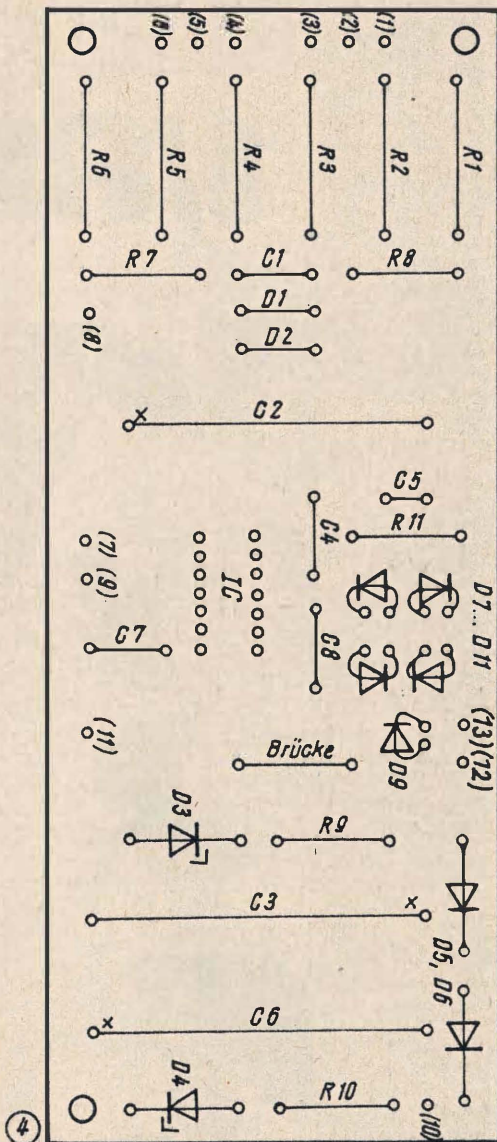 (6) (5) (4) (3) (2) (1)
R6 R5 R4 R3 R2 R1
R7 C1 R8
D1
(8) D2
x C2
C5
C4 R11
(7) (9) IC
D7... D11
C7 C8
(11) (13)(12)
Brücke D9
D3 R9
C3 x
D5, D6
x C6
D4 R10 (10)
4